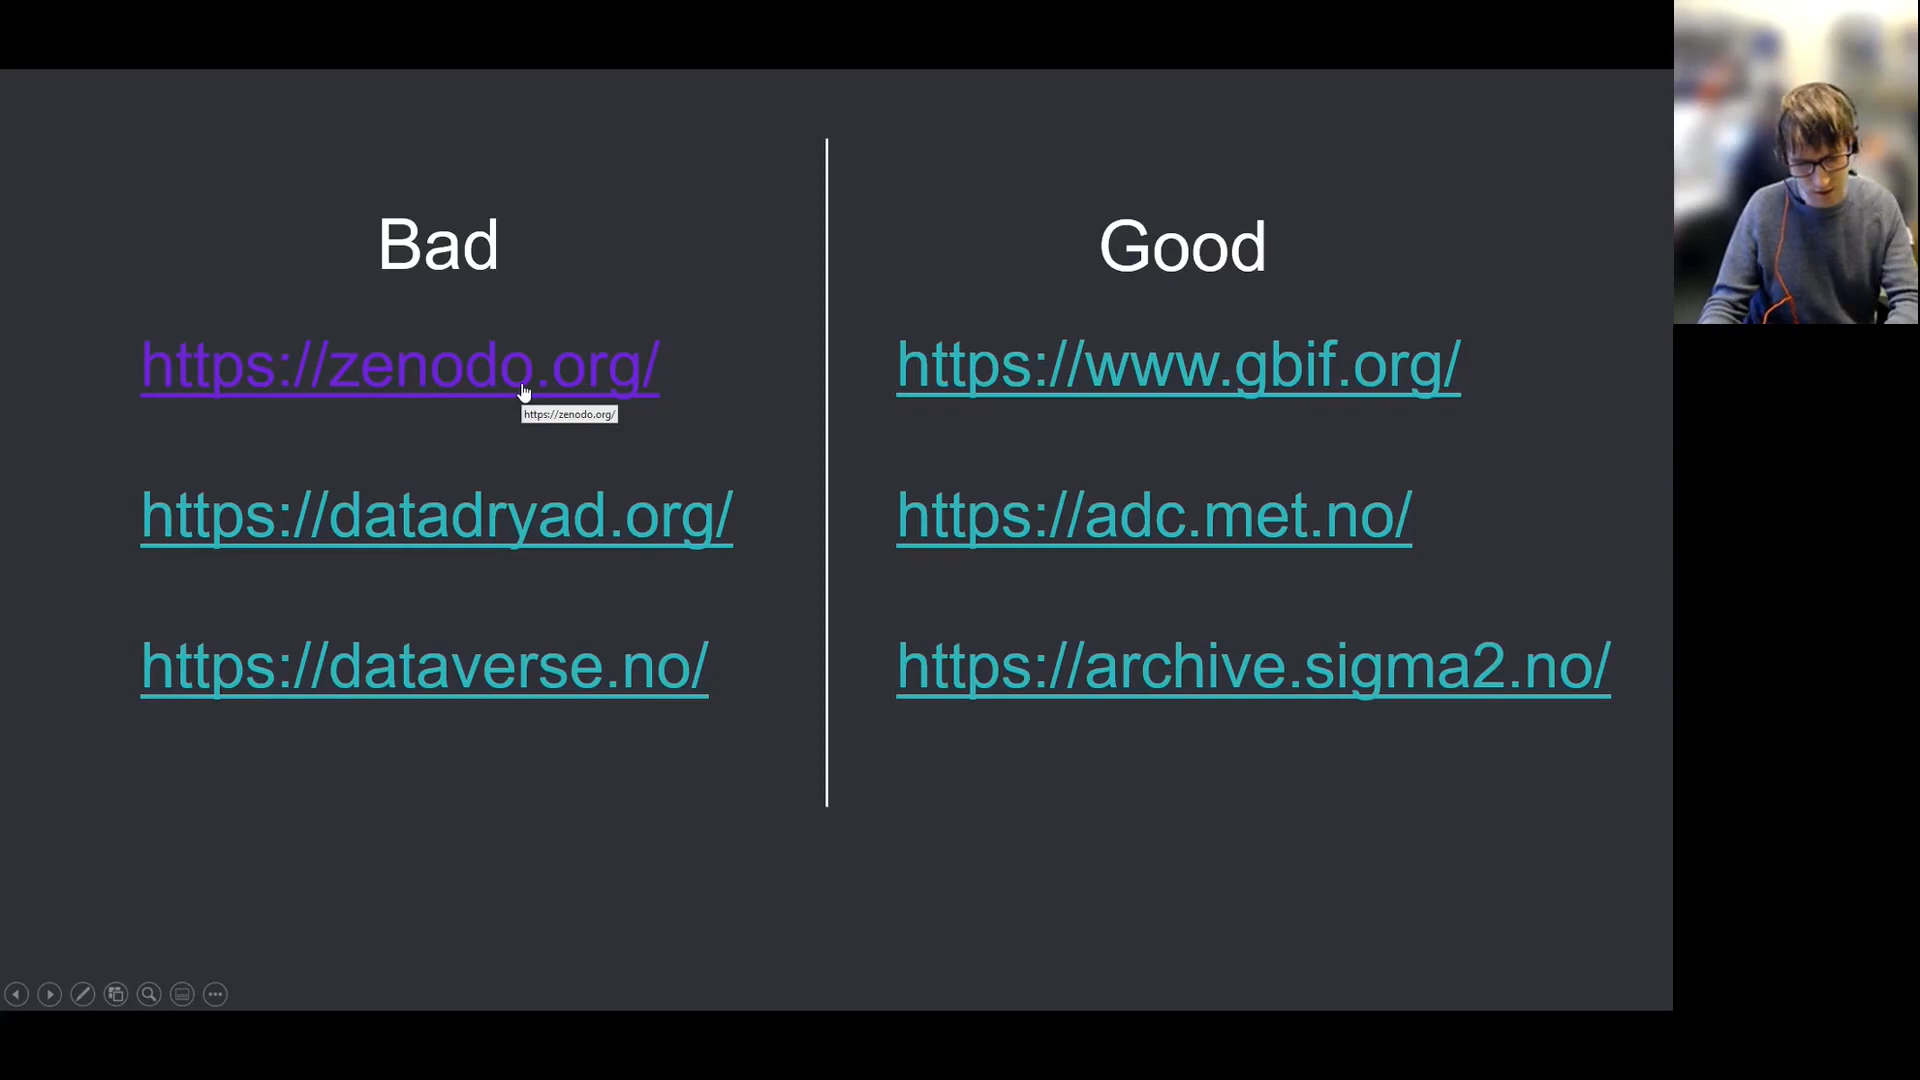 Bad
https://zenodo.org/
https://zenodo.org/
https://datadryad.org/
https://dataverse.no/
Good
https://www.gbif.org/
https://adc.met.no/
https://archive.sigma2.no/